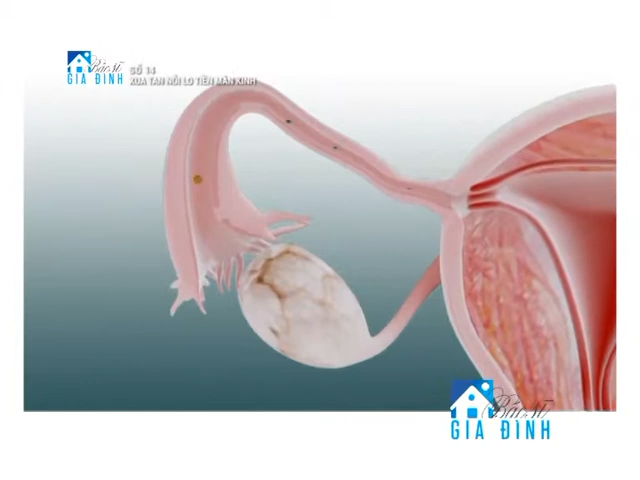 Bác sĩ
GIA ĐÌNH
SỐ 14
XUA TAN NỖI LO TIỀN MÃN KINH
Bác sĩ
GIA ĐÌNH